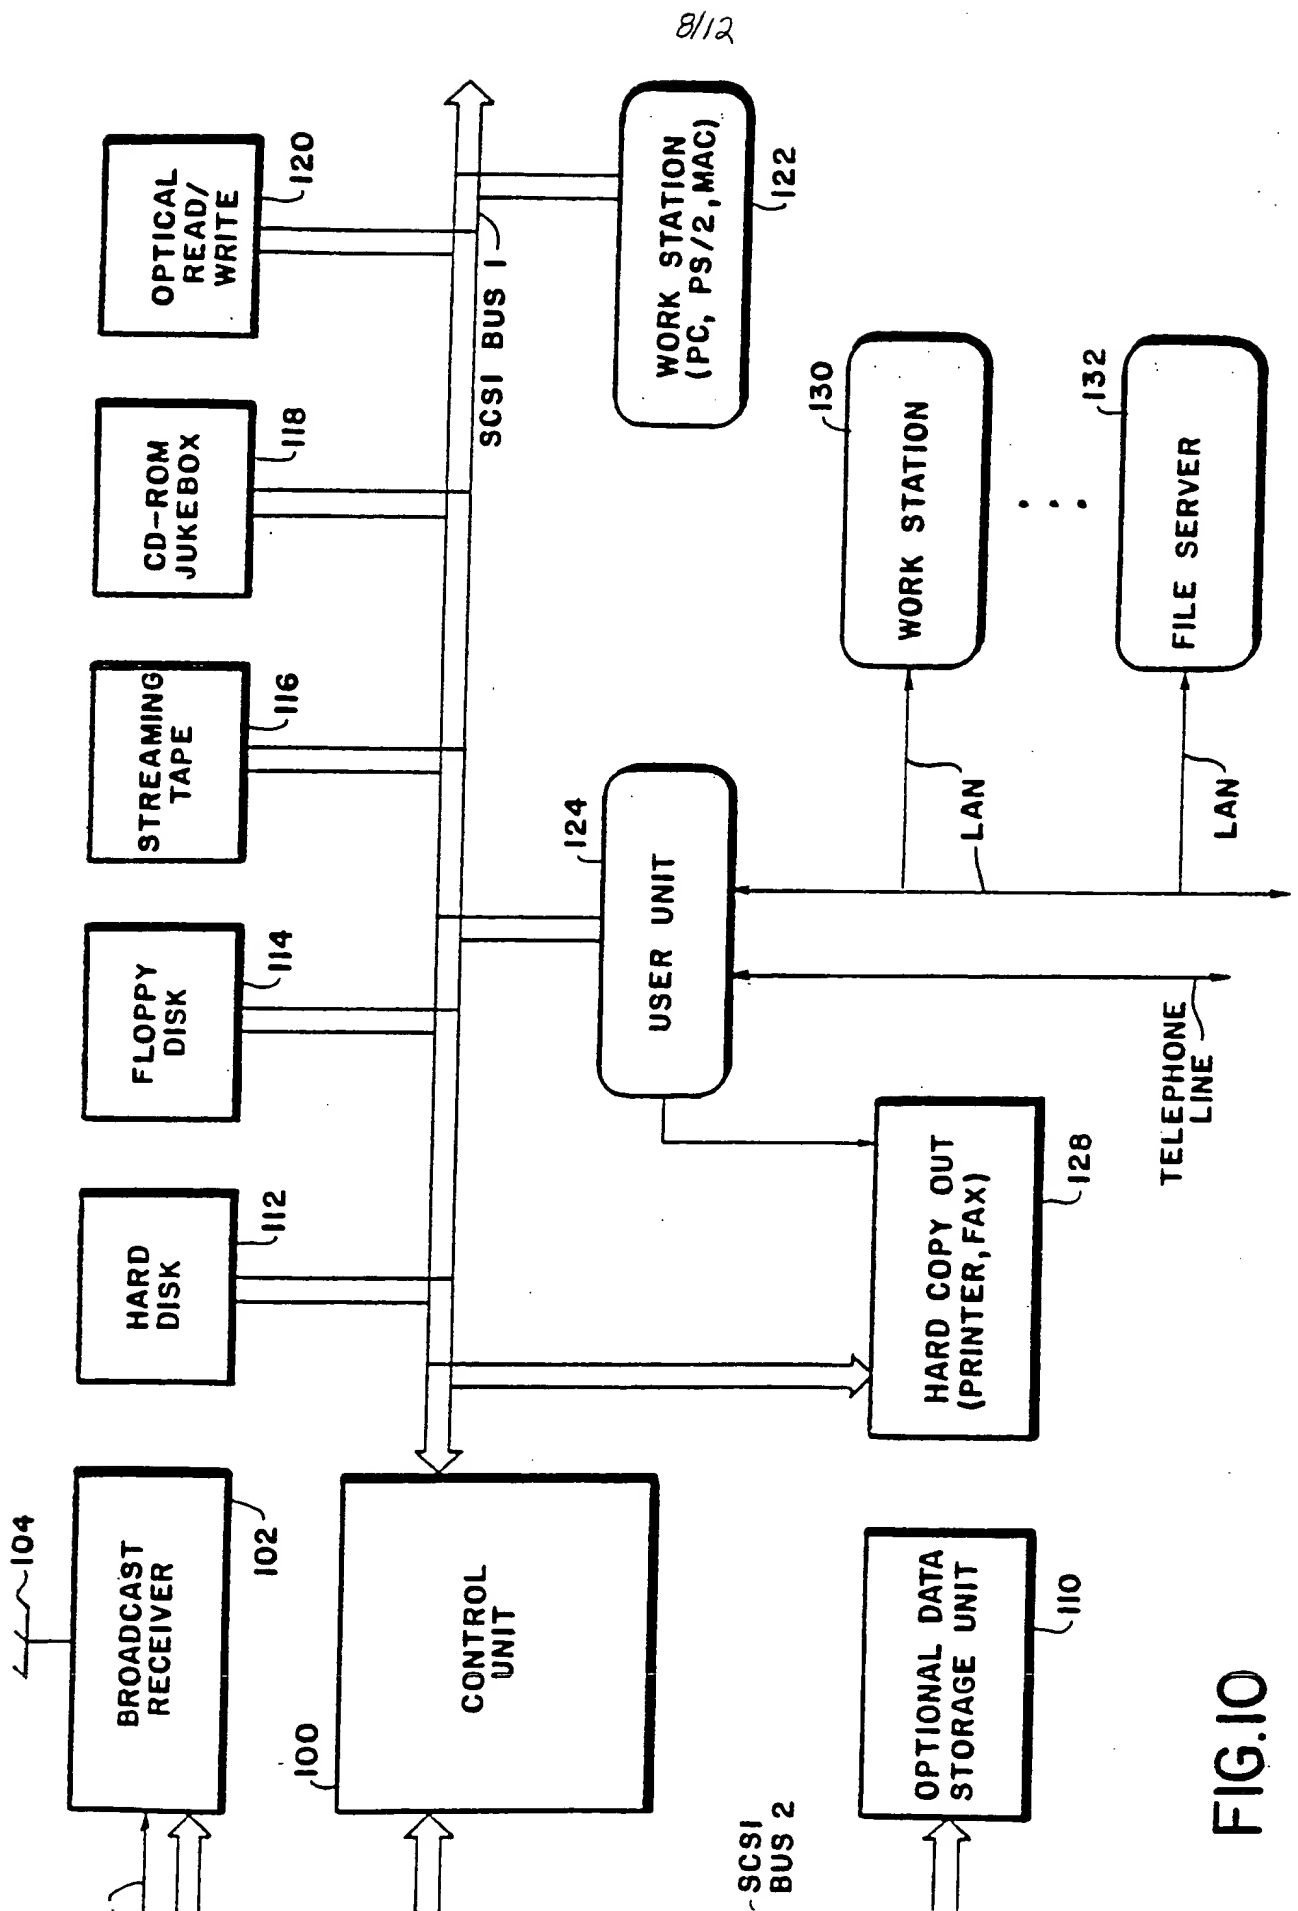 8/12
104
BROADCAST
RECEIVER
102
HARD
DISK
112
FLOPPY
DISK
114
STREAMING
TAPE
116
CD-ROM
JUKEBOX
118
OPTICAL
READ/
WRITE
120
100
CONTROL
UNIT
SCSI BUS 1
WORK STATION
(PC, PS/2, MAC)
122
USER UNIT
124
WORK STATION
130
FILE SERVER
132
LAN
LAN
TELEPHONE
LINE
HARD COPY OUT
(PRINTER, FAX)
128
SCSI
BUS 2
OPTIONAL DATA
STORAGE UNIT
110
FIG.10